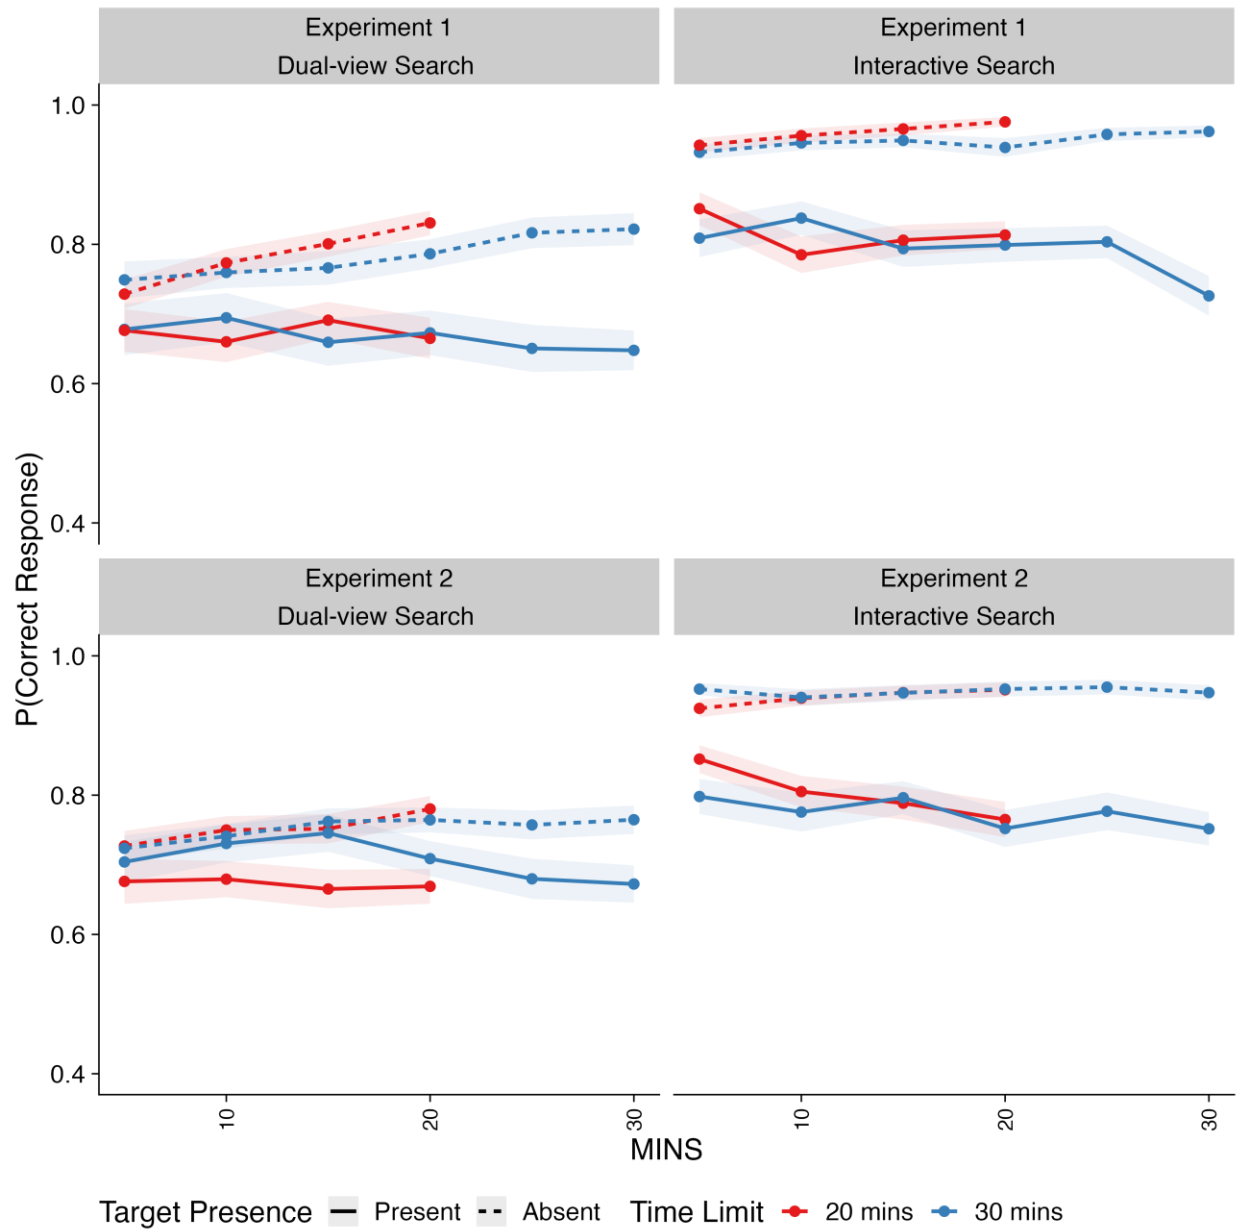 Experiment 1
Dual-view Search
Experiment 1
Interactive Search
1.0
0.8
0.6
0.4
P(Correct Response)
Experiment 2
Dual-view Search
Experiment 2
Interactive Search
1.0
0.8
0.6
0.4
10
20
30
10
20
30
MINS
Target Presence Present Absent Time Limit 20 mins 30 mins